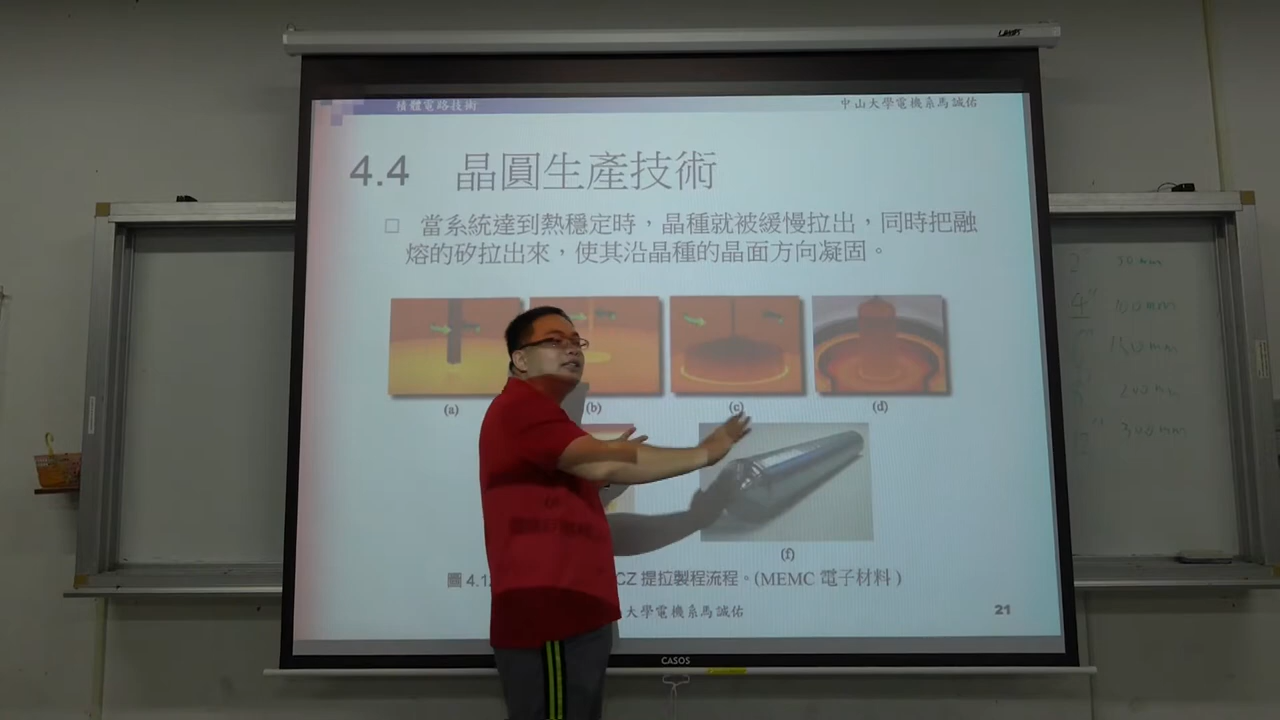 積體電路技術
中山大學電機系馬誠佑
4.4 晶圓生產技術
當系統達到熱穩定時，晶種就被緩慢拉出，同時把融
熔的矽拉出來，使其沿晶種的晶面方向凝固。
(a) (b) (c) (d)
(f)
圖 4.1 CZ 提拉製程流程。(MEMC 電子材料)
山大學電機系馬誠佑
21
CASOS
4" 100mm
300mm